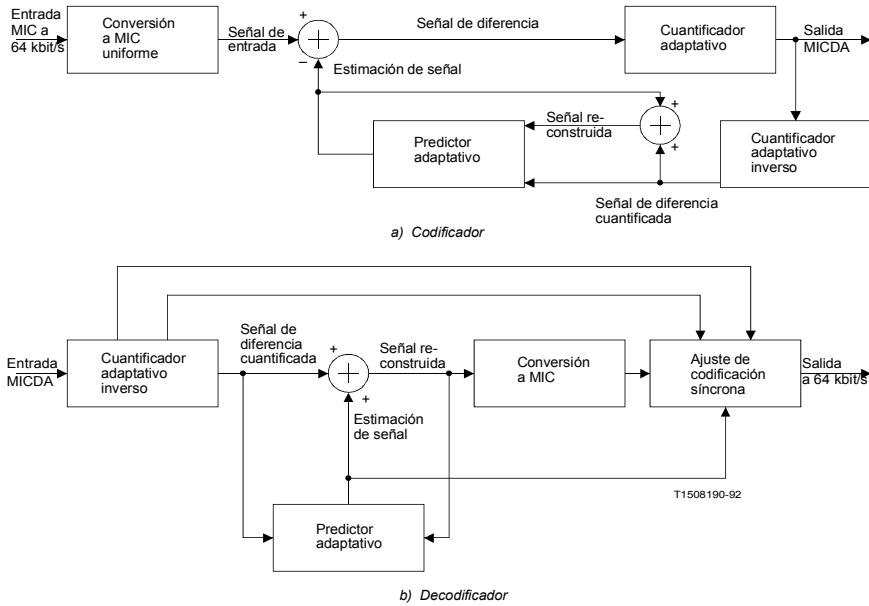 Entrada
MIC a
64 kbit/s
Conversión
a MIC
uniforme
Señal de
entrada
+
–
Señal de diferencia
Cuantificador
adaptativo
Salida
MICDA
Estimación de señal
Predictor
adaptativo
Señal re-
construida
+
+
Cuantificador
adaptativo
inverso
Señal de diferencia
cuantificada
a) Codificador
Entrada
MICDA
Cuantificador
adaptativo
inverso
Señal de
diferencia
cuantificada
+
+
Señal re-
construida
Conversión
a MIC
Ajuste de
codificación
síncrona
Salida
a 64 kbit/s
Estimación
de señal
T1508190-92
Predictor
adaptativo
b) Decodificador